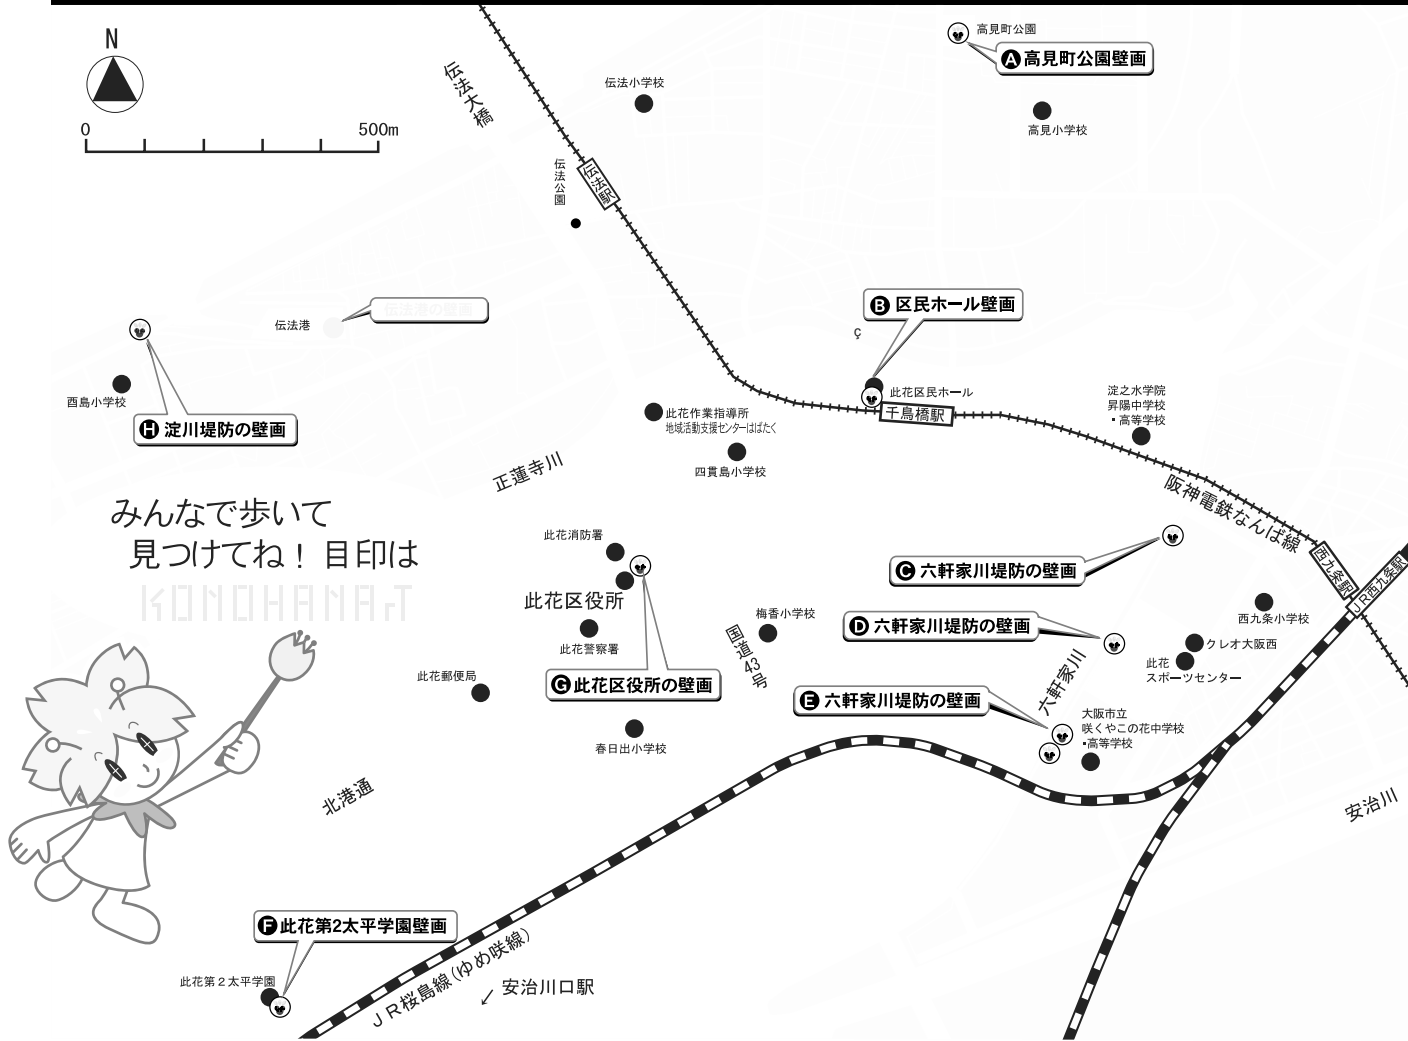 N
0 500m
伝法大橋
伝法小学校
高見町公園
A 高見町公園壁画
高見小学校
伝法公園
伝法駅
伝法港
伝法港の壁画
B 区民ホール壁画
ç
此花区民ホール
千鳥橋駅
酉島小学校
H 淀川堤防の壁画
此花作業指導所
地域活動支援センターはばたく
四貫島小学校
淀之水学院
昇陽中学校
・高等学校
正蓮寺川
阪神電鉄なんば線
みんなで歩いて
見つけてね！目印は
KONOHANArT
此花消防署
此花区役所
此花警察署
G 此花区役所の壁画
此花郵便局
春日出小学校
国道43号
梅香小学校
C 六軒家川堤防の壁画
D 六軒家川堤防の壁画
E 六軒家川堤防の壁画
六軒家川
西九条駅
JR西九条駅
西九条小学校
クレオ大阪西
此花
スポーツセンター
大阪市立
咲くやこの花中学校
・高等学校
安治川
北港通
F 此花第2太平学園壁画
此花第２太平学園
ＪＲ桜島線（ゆめ咲線）
↙ 安治川口駅